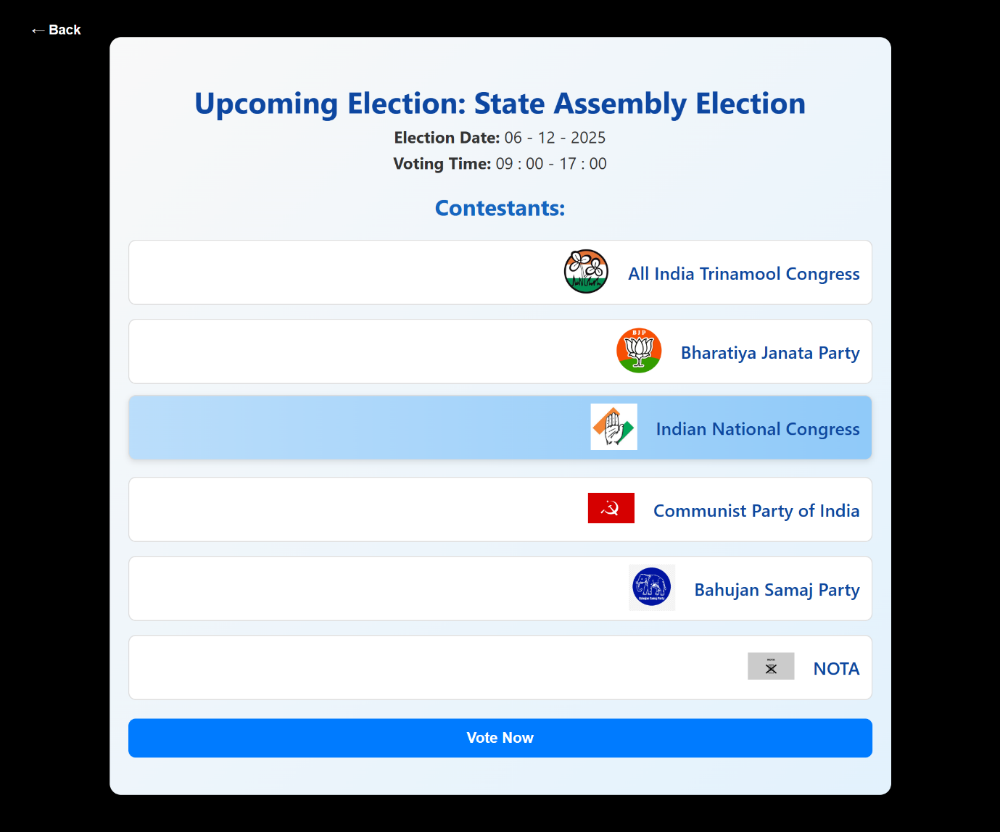 ← Back
Upcoming Election: State Assembly Election
Election Date: 06 - 12 - 2025
Voting Time: 09 : 00 - 17 : 00
Contestants:
All India Trinamool Congress
BJP
Bharatiya Janata Party
Indian National Congress
Communist Party of India
Bahujan Samaj Party
Bahujan Samaj Party
NOTA
NOTA
Vote Now